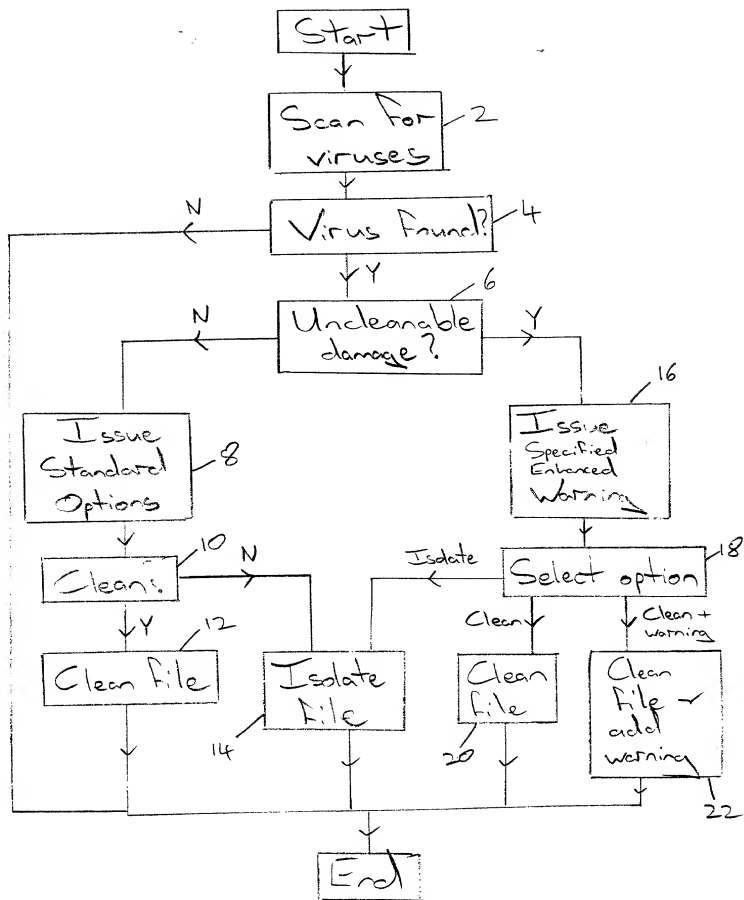 Start
Scan for
viruses
2
Virus Found?
4
N
Y
Uncleanable
damage?
6
N
Y
Issue
Standard
Options
8
Issue
Specified
Enhanced
Warning
16
Clean?
10
N
Y
Select option
18
Isolate
Clean
Clean +
warning
Clean file
12
Isolate
File
14
Clean
file
20
Clean
File
add
warning
22
End